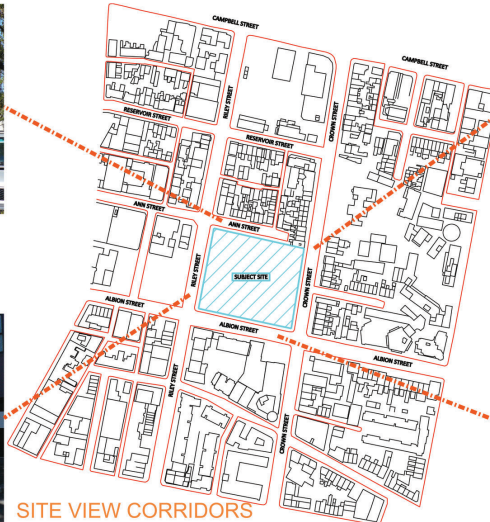 CAMPBELL STREET
CAMPBELL STREET
RILEY STREET
CROWN STREET
RESERVOIR STREET
RESERVOIR STREET
ANN STREET
ANN STREET
RILEY STREET
SUBJECT SITE
CROWN STREET
ALBION STREET
ALBION STREET
ALBION STREET
RILEY STREET
CROWN STREET
SITE VIEW CORRIDORS